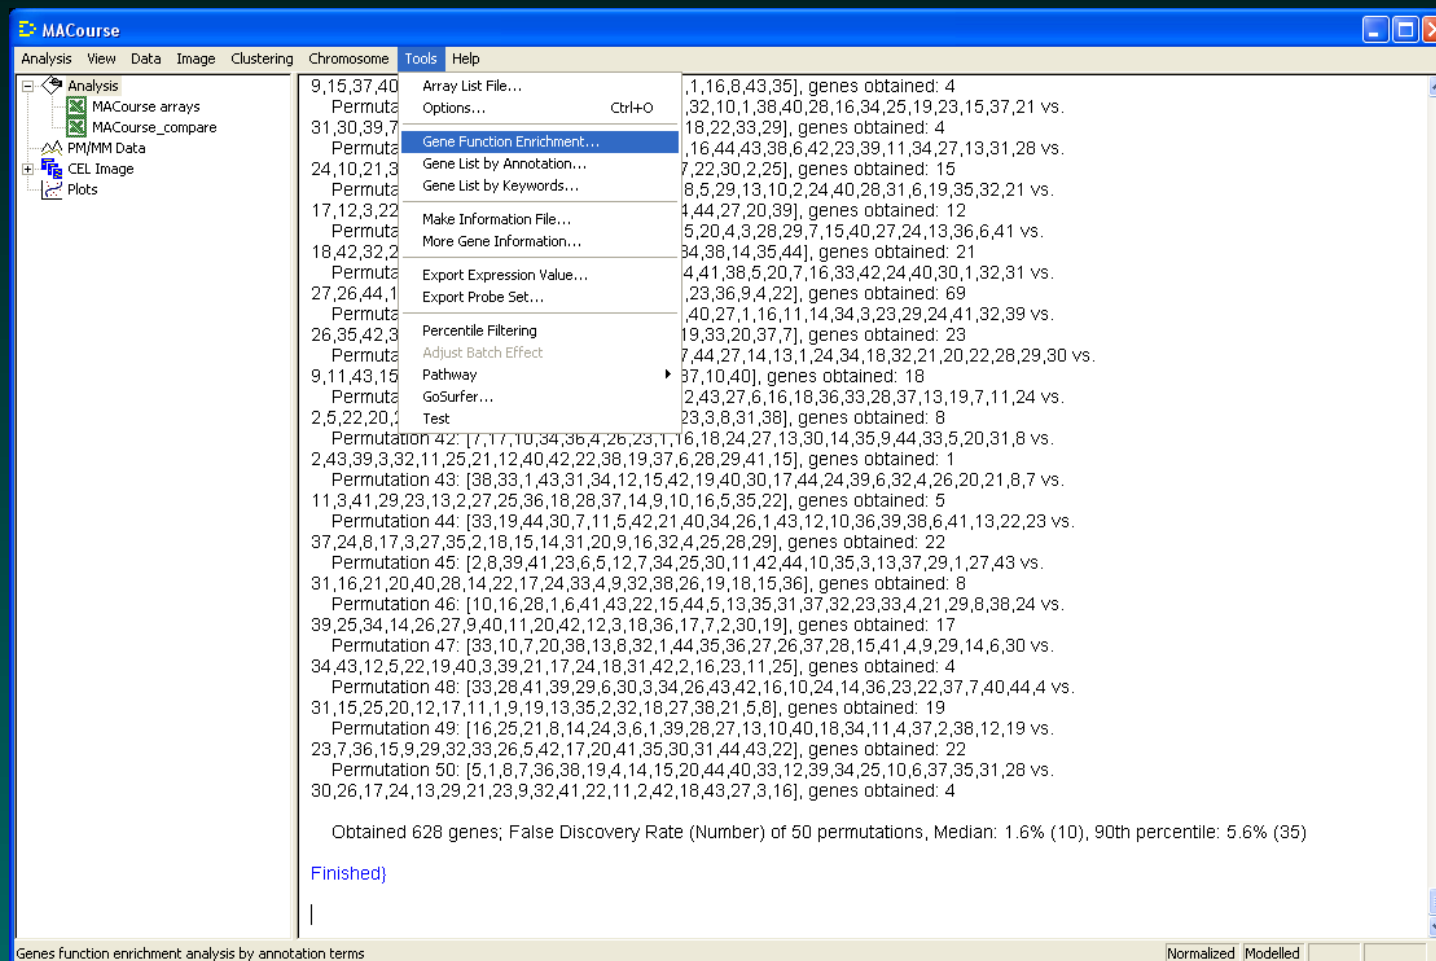 MACourse
Analysis View Data Image Clustering Chromosome Tools Help
Analysis
MACourse arrays
MACourse_compare
PM/MM Data
CEL Image
Plots
Array List File...
Options... Ctrl+O
Gene Function Enrichment...
Gene List by Annotation...
Gene List by Keywords...
Make Information File...
More Gene Information...
Export Expression Value...
Export Probe Set...
Percentile Filtering
Adjust Batch Effect
Pathway
GoSurfer...
Test
9,15,37,40 ,1,16,8,43,35], genes obtained: 4
Permuta ,32,10,1,38,40,28,16,34,25,19,23,15,37,21 vs.
31,30,39,7 18,22,33,29], genes obtained: 4
Permuta ,16,44,43,38,6,42,23,39,11,34,27,13,31,28 vs.
24,10,21,3 7,22,30,2,25], genes obtained: 15
Permuta 8,5,29,13,10,2,24,40,28,31,6,19,35,32,21 vs.
17,12,3,22 4,44,27,20,39], genes obtained: 12
Permuta 5,20,4,3,28,29,7,15,40,27,24,13,36,6,41 vs.
18,42,32,2 34,38,14,35,44], genes obtained: 21
Permuta 4,41,38,5,20,7,16,33,42,24,40,30,1,32,31 vs.
27,26,44,1 ,23,36,9,4,22], genes obtained: 69
Permuta ,40,27,1,16,11,14,34,3,23,29,24,41,32,39 vs.
26,35,42,3 19,33,20,37,7], genes obtained: 23
Permuta 7,44,27,14,13,1,24,34,18,32,21,20,22,28,29,30 vs.
9,11,43,15 37,10,40], genes obtained: 18
Permuta 2,43,27,6,16,18,36,33,28,37,13,19,7,11,24 vs.
2,5,22,20, 23,3,8,31,38], genes obtained: 8
Permutation 42: [7,17,10,34,36,4,26,23,1,16,18,24,27,13,30,14,35,9,44,33,5,20,31,8 vs.
2,43,39,3,32,11,25,21,12,40,42,22,38,19,37,6,28,29,41,15], genes obtained: 1
Permutation 43: [38,33,1,43,31,34,12,15,42,19,40,30,17,44,24,39,6,32,4,26,20,21,8,7 vs.
11,3,41,29,23,13,2,27,25,36,18,28,37,14,9,10,16,5,35,22], genes obtained: 5
Permutation 44: [33,19,44,30,7,11,5,42,21,40,34,26,1,43,12,10,36,39,38,6,41,13,22,23 vs.
37,24,8,17,3,27,35,2,18,15,14,31,20,9,16,32,4,25,28,29], genes obtained: 22
Permutation 45: [2,8,39,41,23,6,5,12,7,34,25,30,11,42,44,10,35,3,13,37,29,1,27,43 vs.
31,16,21,20,40,28,14,22,17,24,33,4,9,32,38,26,19,18,15,36], genes obtained: 8
Permutation 46: [10,16,28,1,6,41,43,22,15,44,5,13,35,31,37,32,23,33,4,21,29,8,38,24 vs.
39,25,34,14,26,27,9,40,11,20,42,12,3,18,36,17,7,2,30,19], genes obtained: 17
Permutation 47: [33,10,7,20,38,13,8,32,1,44,35,36,27,26,37,28,15,41,4,9,29,14,6,30 vs.
34,43,12,5,22,19,40,3,39,21,17,24,18,31,42,2,16,23,11,25], genes obtained: 4
Permutation 48: [33,28,41,39,29,6,30,3,34,26,43,42,16,10,24,14,36,23,22,37,7,40,44,4 vs.
31,15,25,20,12,17,11,1,9,19,13,35,2,32,18,27,38,21,5,8], genes obtained: 19
Permutation 49: [16,25,21,8,14,24,3,6,1,39,28,27,13,10,40,18,34,11,4,37,2,38,12,19 vs.
23,7,36,15,9,29,32,33,26,5,42,17,20,41,35,30,31,44,43,22], genes obtained: 22
Permutation 50: [5,1,8,7,36,38,19,4,14,15,20,44,40,33,12,39,34,25,10,6,37,35,31,28 vs.
30,26,17,24,13,29,21,23,9,32,41,22,11,2,42,18,43,27,3,16], genes obtained: 4
Obtained 628 genes; False Discovery Rate (Number) of 50 permutations, Median: 1.6% (10), 90th percentile: 5.6% (35)
Finished}
Genes function enrichment analysis by annotation terms
Normalized Modelled